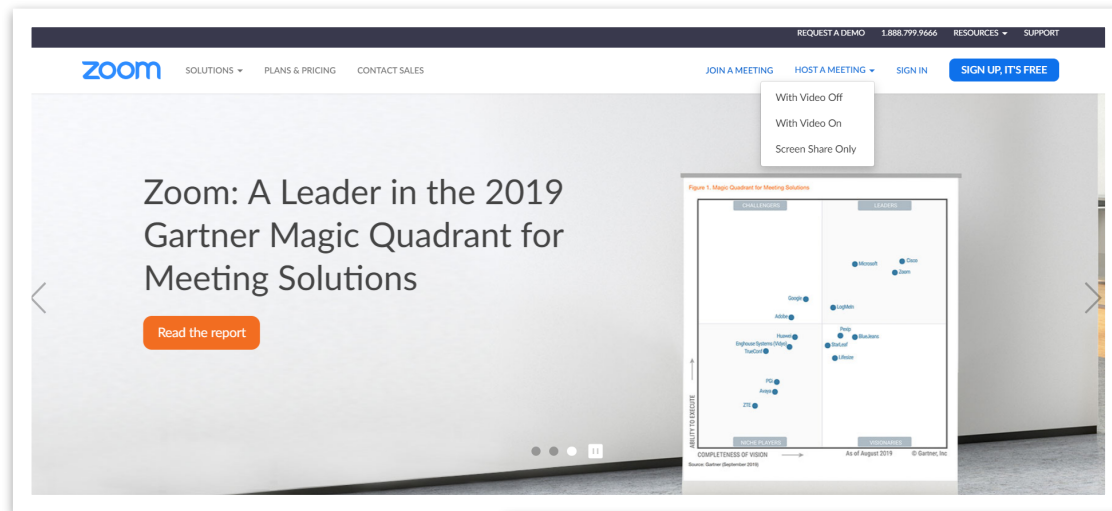 REQUEST A DEMO 1.888.799.9666 RESOURCES SUPPORT
zoom SOLUTIONS PLANS & PRICING CONTACT SALES JOIN A MEETING HOST A MEETING SIGN IN SIGN UP, IT'S FREE
With Video Off
With Video On
Screen Share Only
Zoom: A Leader in the 2019
Gartner Magic Quadrant for
Meeting Solutions
Read the report
Figure 1. Magic Quadrant for Meeting Solutions
CHALLENGERS LEADERS
Microsoft Cisco
Zoom
Google
LogMeIn
Adobe
Huawei Pexip BlueJeans
Enghouse Systems (Vidyo) StarLeaf
TrueConf Lifesize
PGi
Avaya
ZTE
ABILITY TO EXECUTE
NICHE PLAYERS VISIONARIES
COMPLETENESS OF VISION As of August 2019 © Gartner, Inc
Source: Gartner (September 2019)